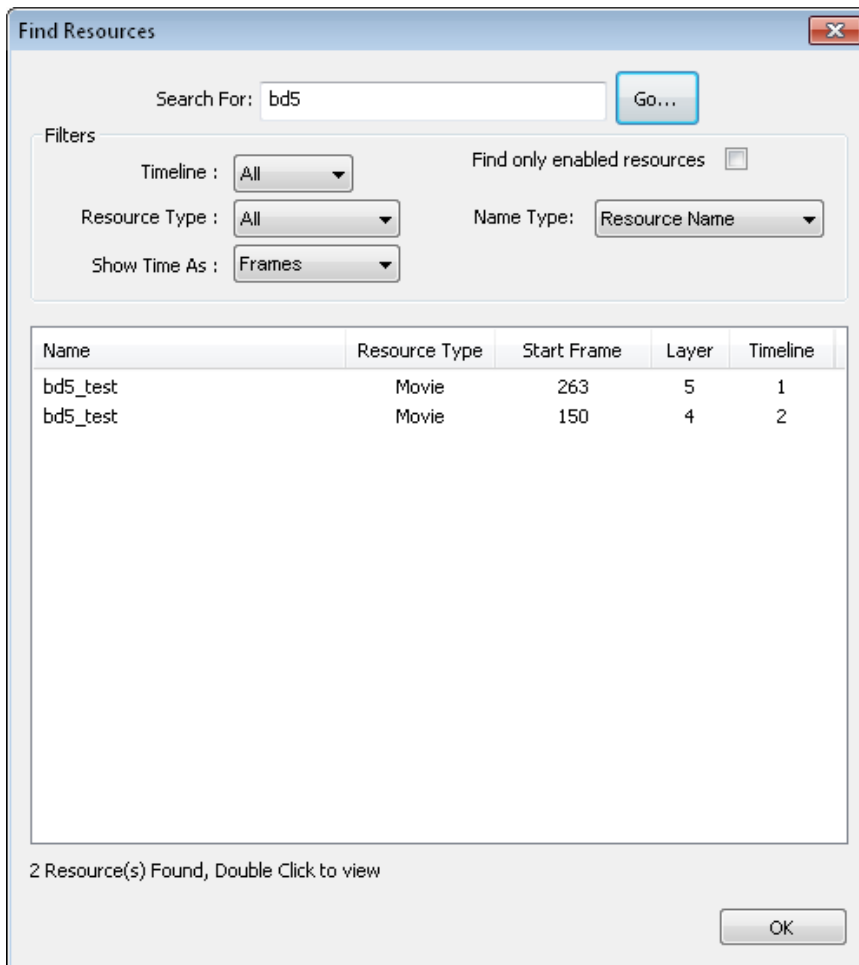 Find Resources
Search For: bd5 Go...
Filters
Timeline : All Find only enabled resources
Resource Type : All Name Type: Resource Name
Show Time As : Frames
Name Resource Type Start Frame Layer Timeline
bd5_test Movie 263 5 1
bd5_test Movie 150 4 2
2 Resource(s) Found, Double Click to view
OK